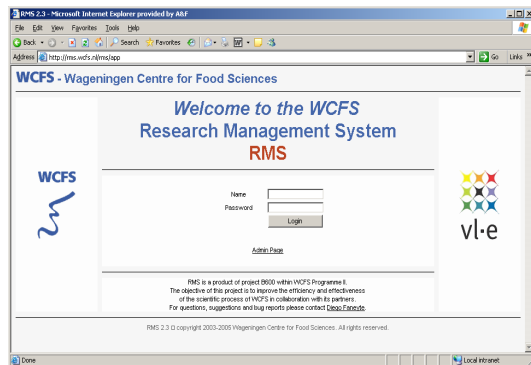 RMS 2.3 - Microsoft Internet Explorer provided by A&F
File Edit View Favorites Tools Help
Back Search Favorites
Address http://rms.wcfs.nl/rms/app Go Links »
WCFS - Wageningen Centre for Food Sciences
Welcome to the WCFS
Research Management System
RMS
WCFS
vl·e
Name
Password
Login
Admin Page
RMS is a product of project B600 within WCFS Programme II.
The objective of this project is to improve the efficiency and effectiveness
of the scientific process of WCFS in collaboration with its partners.
For questions, suggestions and bug reports please contact Diego Faneyte.
RMS 2.3 □ copyright 2003-2005 Wageningen Centre for Food Sciences. All rights reserved.
Done Local intranet